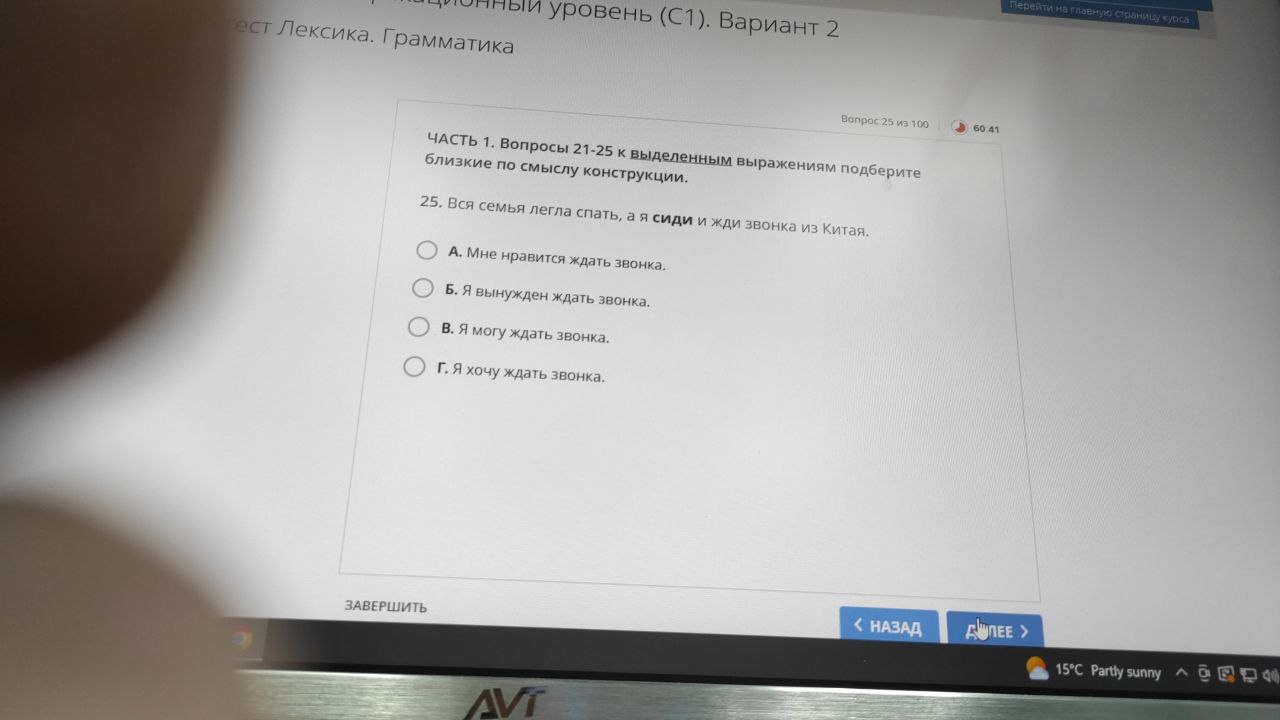 уровень (С1). Вариант 2
Перейти на главную страницу курса
Лексика. Грамматика
Вопрос 25 из 100
60:41
ЧАСТЬ 1. Вопросы 21-25 к выделенным выражениям подберите
близкие по смыслу конструкции.
25. Вся семья легла спать, а я сиди и жди звонка из Китая.
А. Мне нравится ждать звонка.
Б. Я вынужден ждать звонка.
В. Я могу ждать звонка.
Г. Я хочу ждать звонка.
ЗАВЕРШИТЬ
НАЗАД
ДАЛЕЕ
15°C Partly sunny
AVT